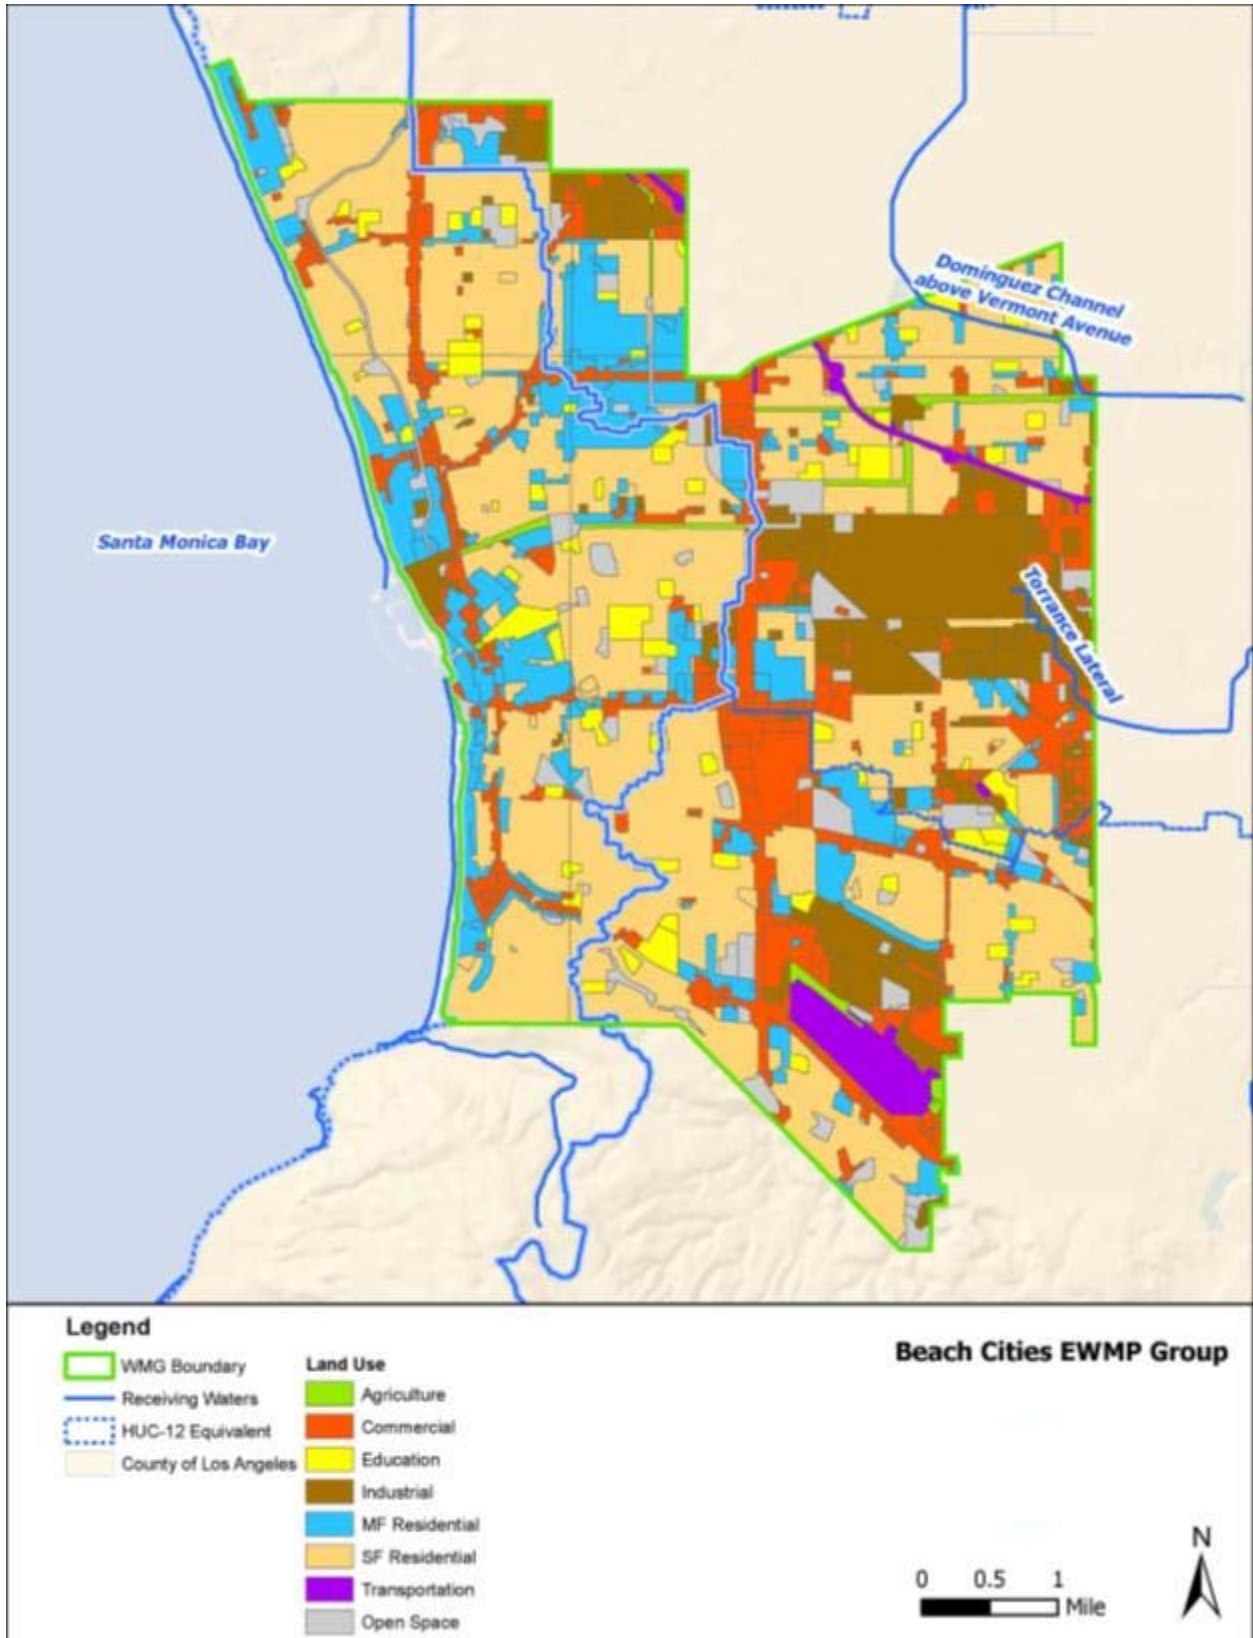 Dominguez Channel
above Vermont Avenue
Santa Monica Bay
Torrance Lateral
Legend
WMG Boundary
Receiving Waters
HUC-12 Equivalent
County of Los Angeles
Land Use
Agriculture
Commercial
Education
Industrial
MF Residential
SF Residential
Transportation
Open Space
Beach Cities EWMP Group
N
0 0.5 1
Mile